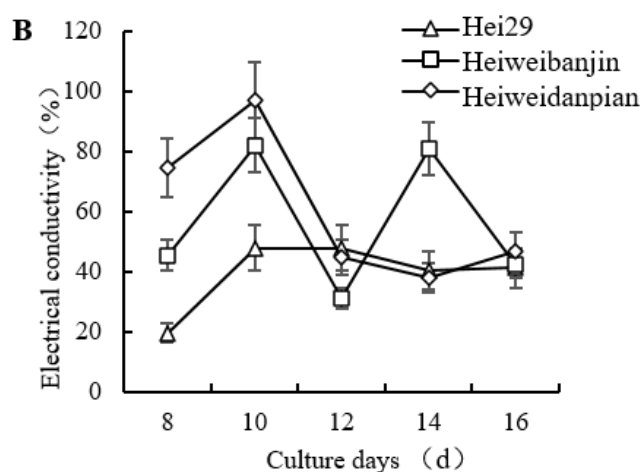 B
Hei29
Heiweibanjin
Heiweidanpian
Electrical conductivity（%）
120
100
80
60
40
20
0
8 10 12 14 16
Culture days （d）